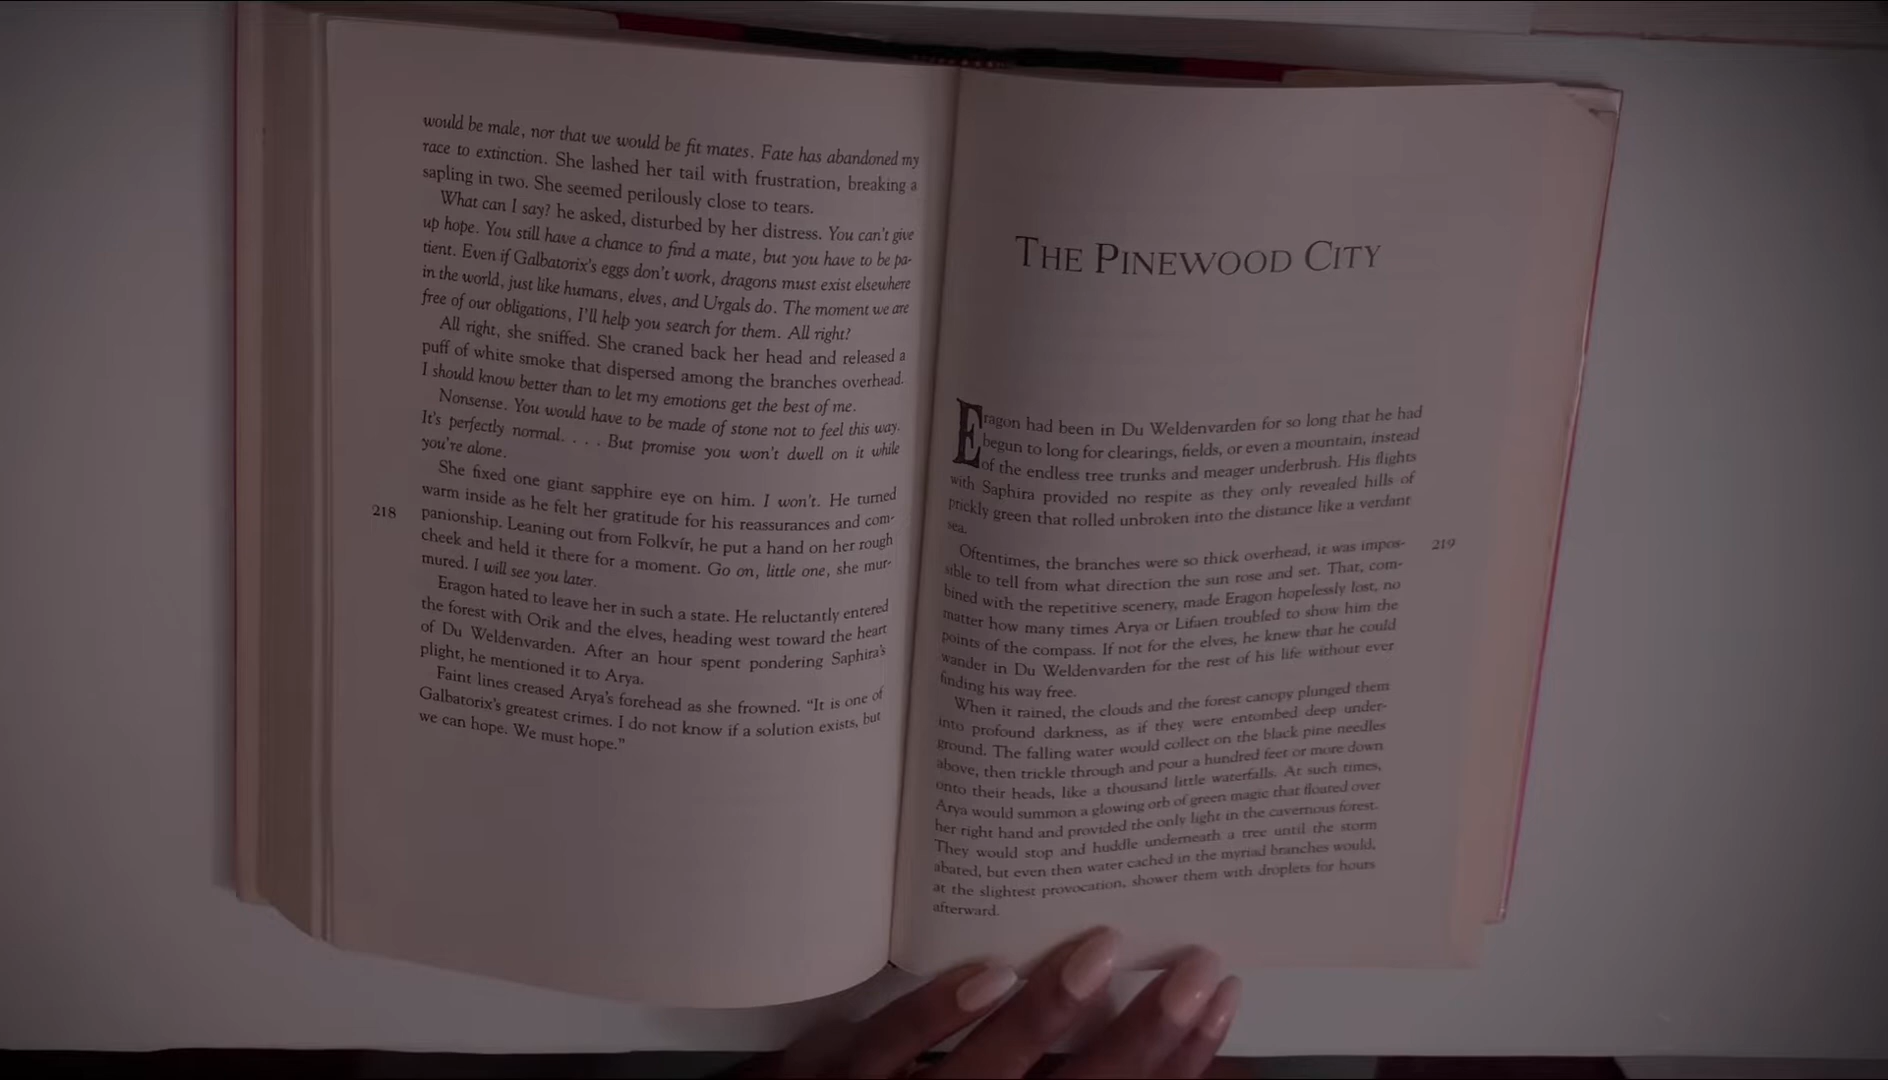 would be male, nor that we would be fit mates. Fate has abandoned my
race to extinction. She lashed her tail with frustration, breaking a
sapling in two. She seemed perilously close to tears.
What can I say? he asked, disturbed by her distress. You can't give
up hope. You still have a chance to find a mate, but you have to be pa-
tient. Even if Galbatorix's eggs don't work, dragons must exist elsewhere
in the world, just like humans, elves, and Urgals do. The moment we are
free of our obligations, I'll help you search for them. All right?
All right, she sniffed. She craned back her head and released a
puff of white smoke that dispersed among the branches overhead.
I should know better than to let my emotions get the best of me.
Nonsense. You would have to be made of stone not to feel this way.
It's perfectly normal. . . . But promise you won't dwell on it while
you're alone.
She fixed one giant sapphire eye on him. I won't. He turned
warm inside as he felt her gratitude for his reassurances and com-
218
panionship. Leaning out from Folkvír, he put a hand on her rough
cheek and held it there for a moment. Go on, little one, she mur-
mured. I will see you later.
Eragon hated to leave her in such a state. He reluctantly entered
the forest with Orik and the elves, heading west toward the heart
of Du Weldenvarden. After an hour spent pondering Saphira's
plight, he mentioned it to Arya.
Faint lines creased Arya's forehead as she frowned. "It is one of
Galbatorix's greatest crimes. I do not know if a solution exists, but
we can hope. We must hope."
THE PINEWOOD CITY
Eragon had been in Du Weldenvarden for so long that he had
begun to long for clearings, fields, or even a mountain, instead
of the endless tree trunks and meager underbrush. His flights
with Saphira provided no respite as they only revealed hills of
prickly green that rolled unbroken into the distance like a verdant
sea.
Oftentimes, the branches were so thick overhead, it was impos-
219
sible to tell from what direction the sun rose and set. That, com-
bined with the repetitive scenery, made Eragon hopelessly lost, no
matter how many times Arya or Lifaen troubled to show him the
points of the compass. If not for the elves, he knew that he could
wander in Du Weldenvarden for the rest of his life without ever
finding his way free.
When it rained, the clouds and the forest canopy plunged them
into profound darkness, as if they were entombed deep under-
ground. The falling water would collect on the black pine needles
above, then trickle through and pour a hundred feet or more down
onto their heads, like a thousand little waterfalls. At such times,
Arya would summon a glowing orb of green magic that floated over
her right hand and provided the only light in the cavernous forest.
They would stop and huddle underneath a tree until the storm
abated, but even then water cached in the myriad branches would,
at the slightest provocation, shower them with droplets for hours
afterward.